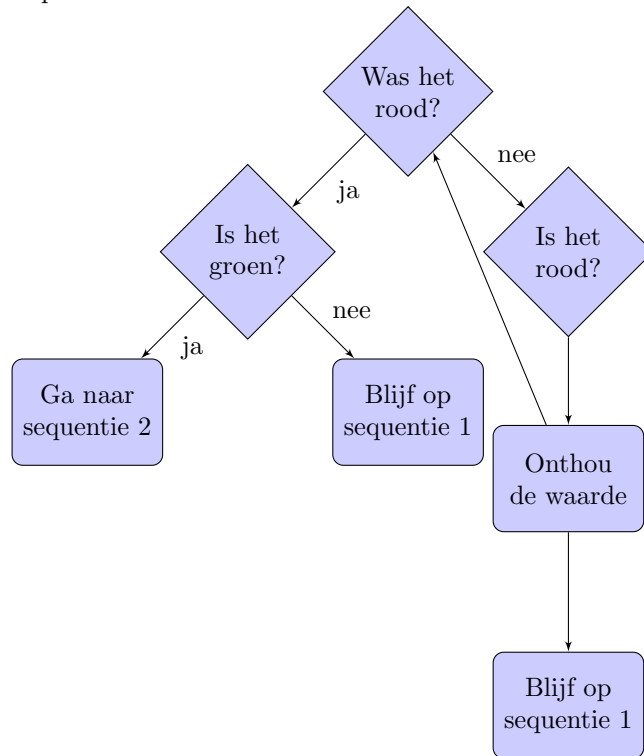 Was het
rood?
ja
nee
Is het
groen?
Is het
rood?
ja
nee
Ga naar
sequentie 2
Blijf op
sequentie 1
Onthou
de waarde
Blijf op
sequentie 1